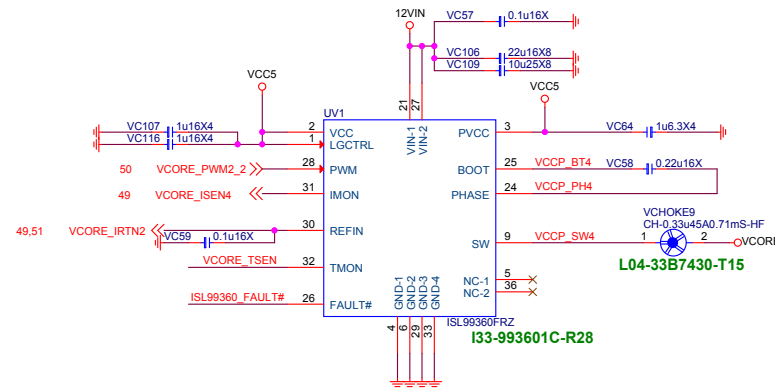 12VIN
VC57 0.1u16X
VC106 22u16X8
VC109 10u25X8
VCC5
VCC5
UV1
21 27
VIN-1 VIN-2
VC107 1u16X4
VC116 1u16X4
2 VCC
1 LGCTRL
PVCC 3
VC64 1u6.3X4
50 VCORE_PWM2_2 28 PWM
BOOT 25 VCCP_BT4 VC58 0.22u16X
49 VCORE_ISEN4 31 IMON
PHASE 24 VCCP_PH4
49,51 VCORE_IRTN2 30 REFIN
VC59 0.1u16X
VCHOKE9
CH-0.33u45A0.71mS-HF
SW 9 VCCP_SW4 1 2 VCORE
L04-33B7430-T15
VCORE_TSEN 32 TMON
NC-1 5
NC-2 36
ISL99360_FAULT# 26 FAULT#
GND-1 GND-2 GND-3 GND-4
4 6 29 33
ISL99360FRZ
I33-993601C-R28